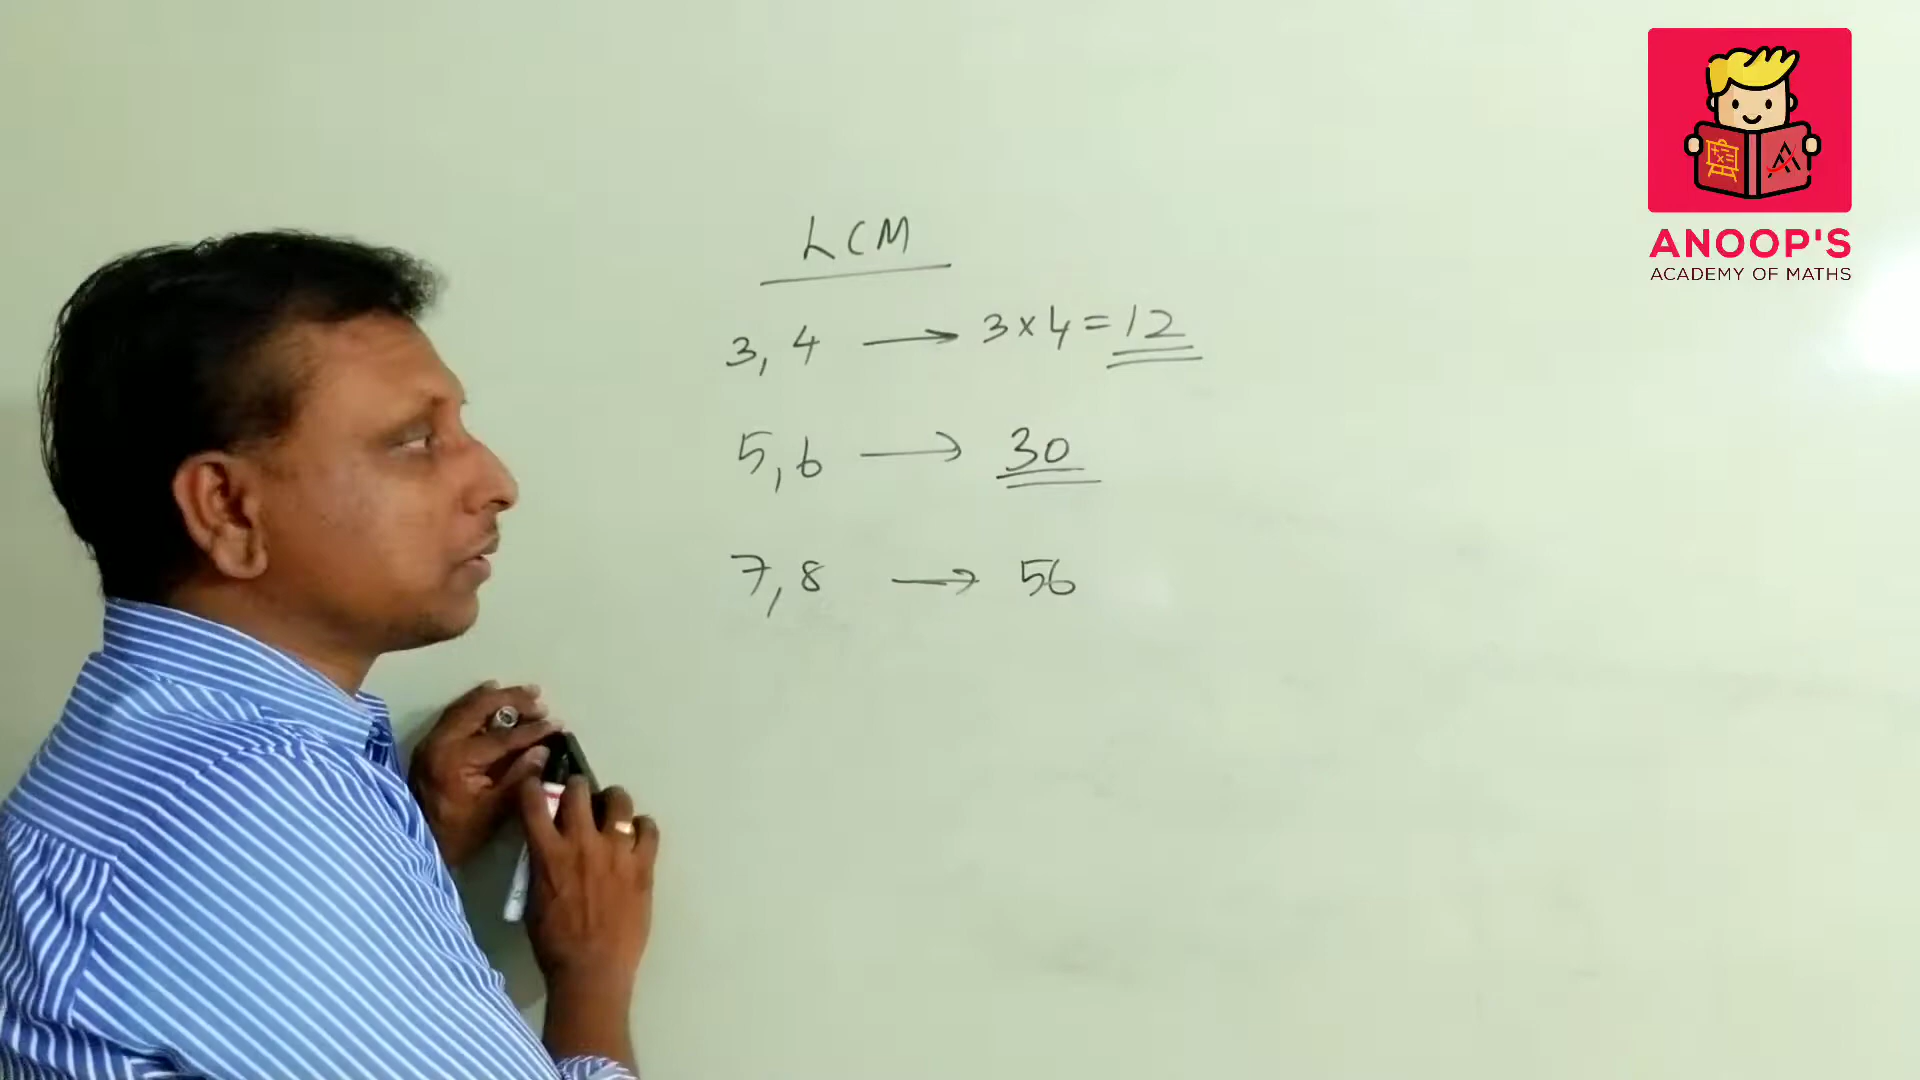 LCM
3, 4 → 3 × 4 = 12
5, 6 → 30
7, 8 → 56
ANOOP'S
ACADEMY OF MATHS